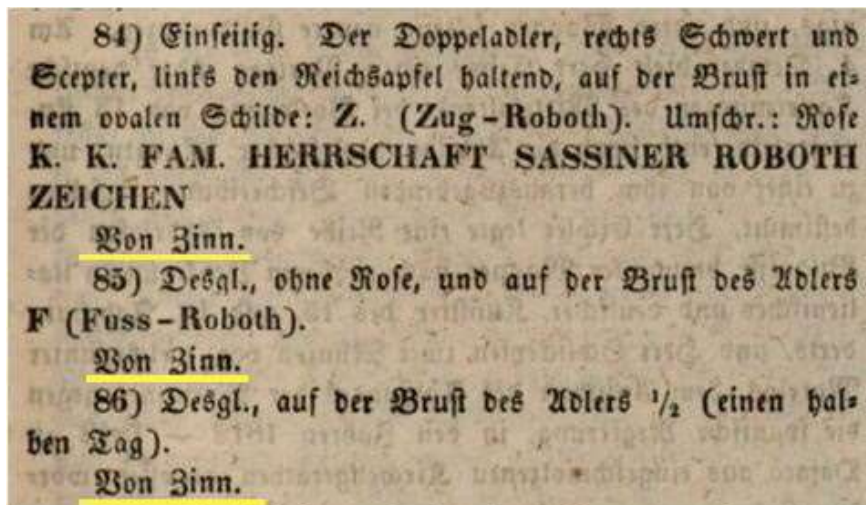 84) Einseitig. Der Doppeladler, rechts Schwert und
Scepter, links den Reichsapfel haltend, auf der Brust in ei=
nem ovalen Schilde: Z. (Zug-Roboth). Umschr.: Rose
K. K. FAM. HERRSCHAFT SASSINER ROBOTH
ZEICHEN
Von Zinn.
85) Desgl., ohne Rose, und auf der Brust des Adlers
F (Fuss-Roboth).
Von Zinn.
86) Desgl., auf der Brust des Adlers ½ (einen hal=
ben Tag).
Von Zinn.